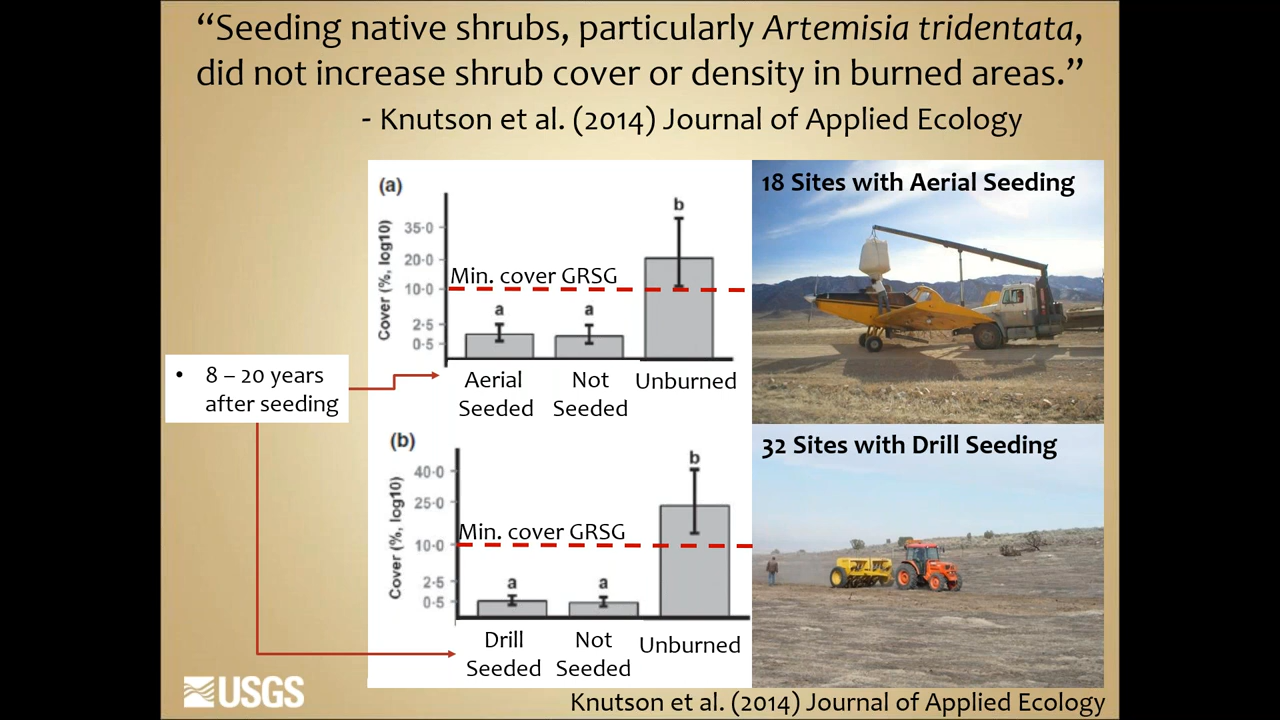 “Seeding native shrubs, particularly Artemisia tridentata,
did not increase shrub cover or density in burned areas.”
- Knutson et al. (2014) Journal of Applied Ecology
(a)
Cover (%, log10)
35·0
20·0
10·0
2·5
0·5
Min. cover GRSG
a
a
b
Aerial
Seeded
Not
Seeded
Unburned
18 Sites with Aerial Seeding
• 8 – 20 years
after seeding
(b)
Cover (%, log10)
40·0
25·0
10·0
2·5
0·5
Min. cover GRSG
a
a
b
Drill
Seeded
Not
Seeded
Unburned
32 Sites with Drill Seeding
USGS
Knutson et al. (2014) Journal of Applied Ecology